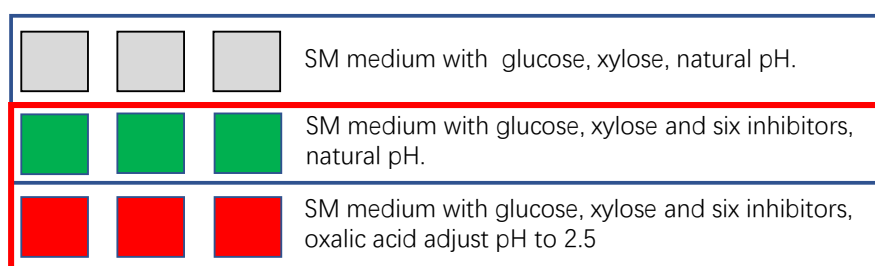 SM medium with glucose, xylose, natural pH.
SM medium with glucose, xylose and six inhibitors,
natural pH.
SM medium with glucose, xylose and six inhibitors,
oxalic acid adjust pH to 2.5